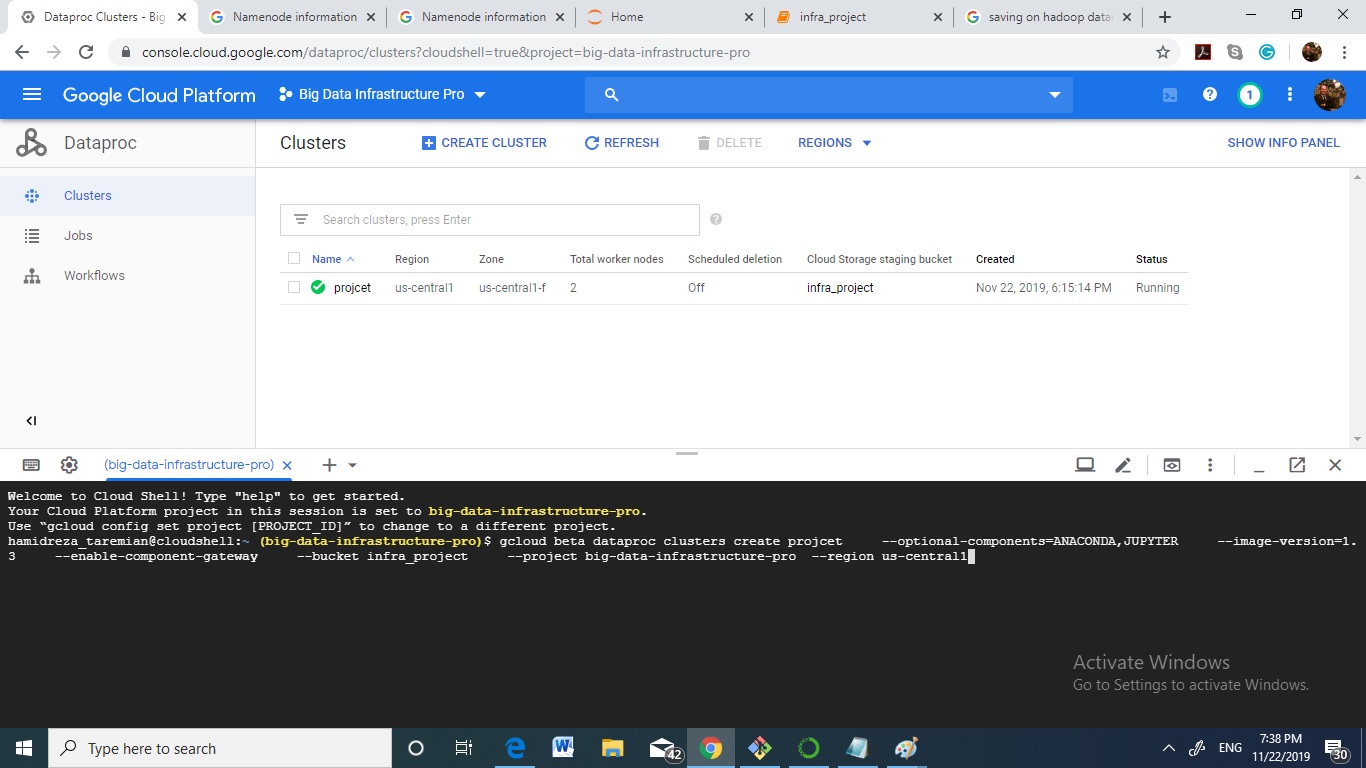 Dataproc Clusters - Big
Namenode information
Namenode information
Home
infra_project
saving on hadoop data
console.cloud.google.com/dataproc/clusters?cloudshell=true&project=big-data-infrastructure-pro
Google Cloud Platform
Big Data Infrastructure Pro
1
Dataproc
Clusters
CREATE CLUSTER
REFRESH
DELETE
REGIONS
SHOW INFO PANEL
Clusters
Jobs
Workflows
Search clusters, press Enter
Name Region Zone Total worker nodes Scheduled deletion Cloud Storage staging bucket Created Status
projcet us-central1 us-central1-f 2 Off infra_project Nov 22, 2019, 6:15:14 PM Running
(big-data-infrastructure-pro)
Welcome to Cloud Shell! Type "help" to get started.
Your Cloud Platform project in this session is set to big-data-infrastructure-pro.
Use “gcloud config set project [PROJECT_ID]” to change to a different project.
hamidreza_taremian@cloudshell:~ (big-data-infrastructure-pro)$ gcloud beta dataproc clusters create projcet --optional-components=ANACONDA,JUPYTER --image-version=1.
3 --enable-component-gateway --bucket infra_project --project big-data-infrastructure-pro --region us-central1
Activate Windows
Go to Settings to activate Windows.
Type here to search
42
ENG
7:38 PM
11/22/2019
30